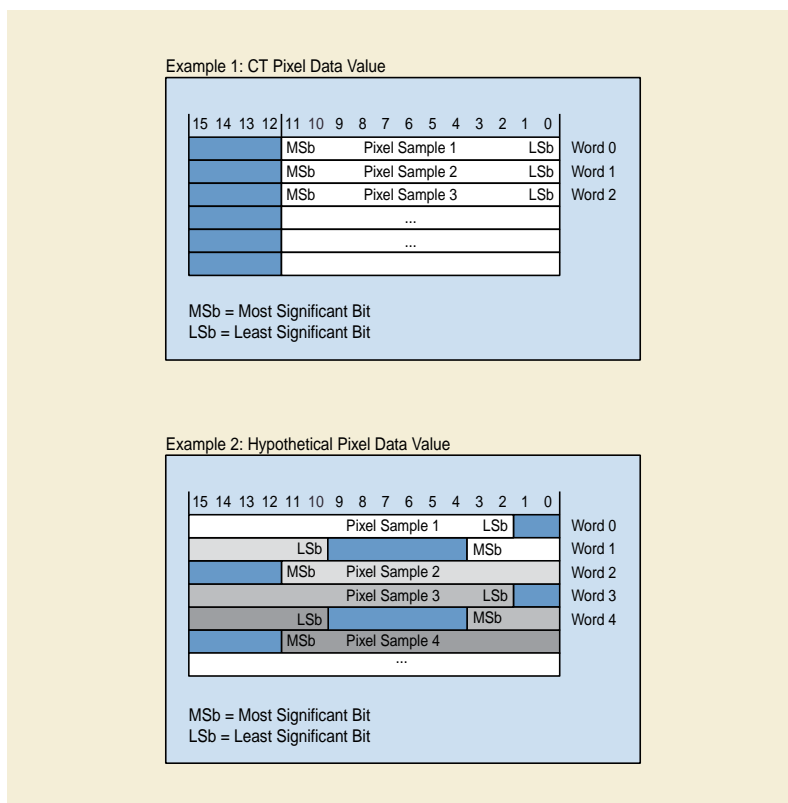 Example 1: CT Pixel Data Value
15 14 13 12 11 10 9 8 7 6 5 4 3 2 1 0
MSb Pixel Sample 1 LSb Word 0
MSb Pixel Sample 2 LSb Word 1
MSb Pixel Sample 3 LSb Word 2
...
...
MSb = Most Significant Bit
LSb = Least Significant Bit
Example 2: Hypothetical Pixel Data Value
15 14 13 12 11 10 9 8 7 6 5 4 3 2 1 0
Pixel Sample 1 LSb Word 0
LSb MSb Word 1
MSb Pixel Sample 2 Word 2
Pixel Sample 3 LSb Word 3
LSb MSb Word 4
MSb Pixel Sample 4
...
MSb = Most Significant Bit
LSb = Least Significant Bit